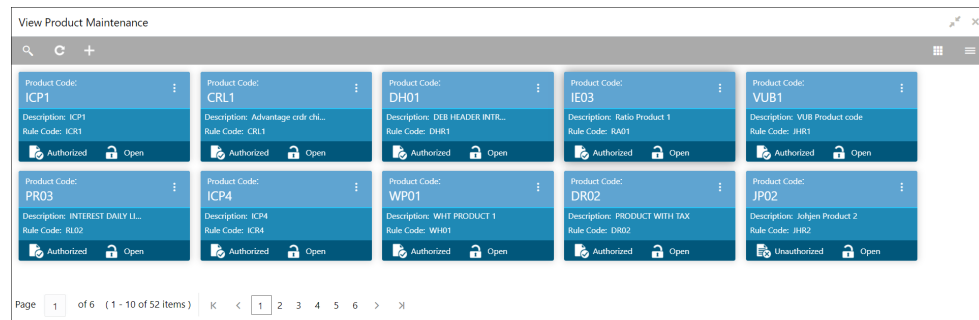 View Product Maintenance
Product Code: Product Code: Product Code: Product Code: Product Code:
ICP1 CRL1 DH01 IE03 VUB1
Description: ICP1 Description: Advantage crdr chi... Description: DEB HEADER INTR... Description: Ratio Product 1 Description: VUB Product code
Rule Code: ICR1 Rule Code: CRL1 Rule Code: DHR1 Rule Code: RA01 Rule Code: JHR1
Authorized Open Authorized Open Authorized Open Authorized Open Authorized Open
Product Code: Product Code: Product Code: Product Code: Product Code:
PR03 ICP4 WP01 DR02 JP02
Description: INTEREST DAILY LI... Description: ICP4 Description: WHT PRODUCT 1 Description: PRODUCT WITH TAX Description: Johjen Product 2
Rule Code: RL02 Rule Code: ICR4 Rule Code: WH01 Rule Code: DR02 Rule Code: JHR2
Authorized Open Authorized Open Authorized Open Authorized Open Unauthorized Open
Page 1 of 6 ( 1 - 10 of 52 items ) 1 2 3 4 5 6